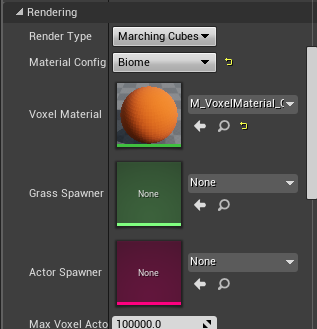 Rendering
Render Type Marching Cubes
Material Config Biome
Voxel Material M_VoxelMaterial_
Grass Spawner None None
Actor Spawner None None
Max Voxel Acto 100000.0